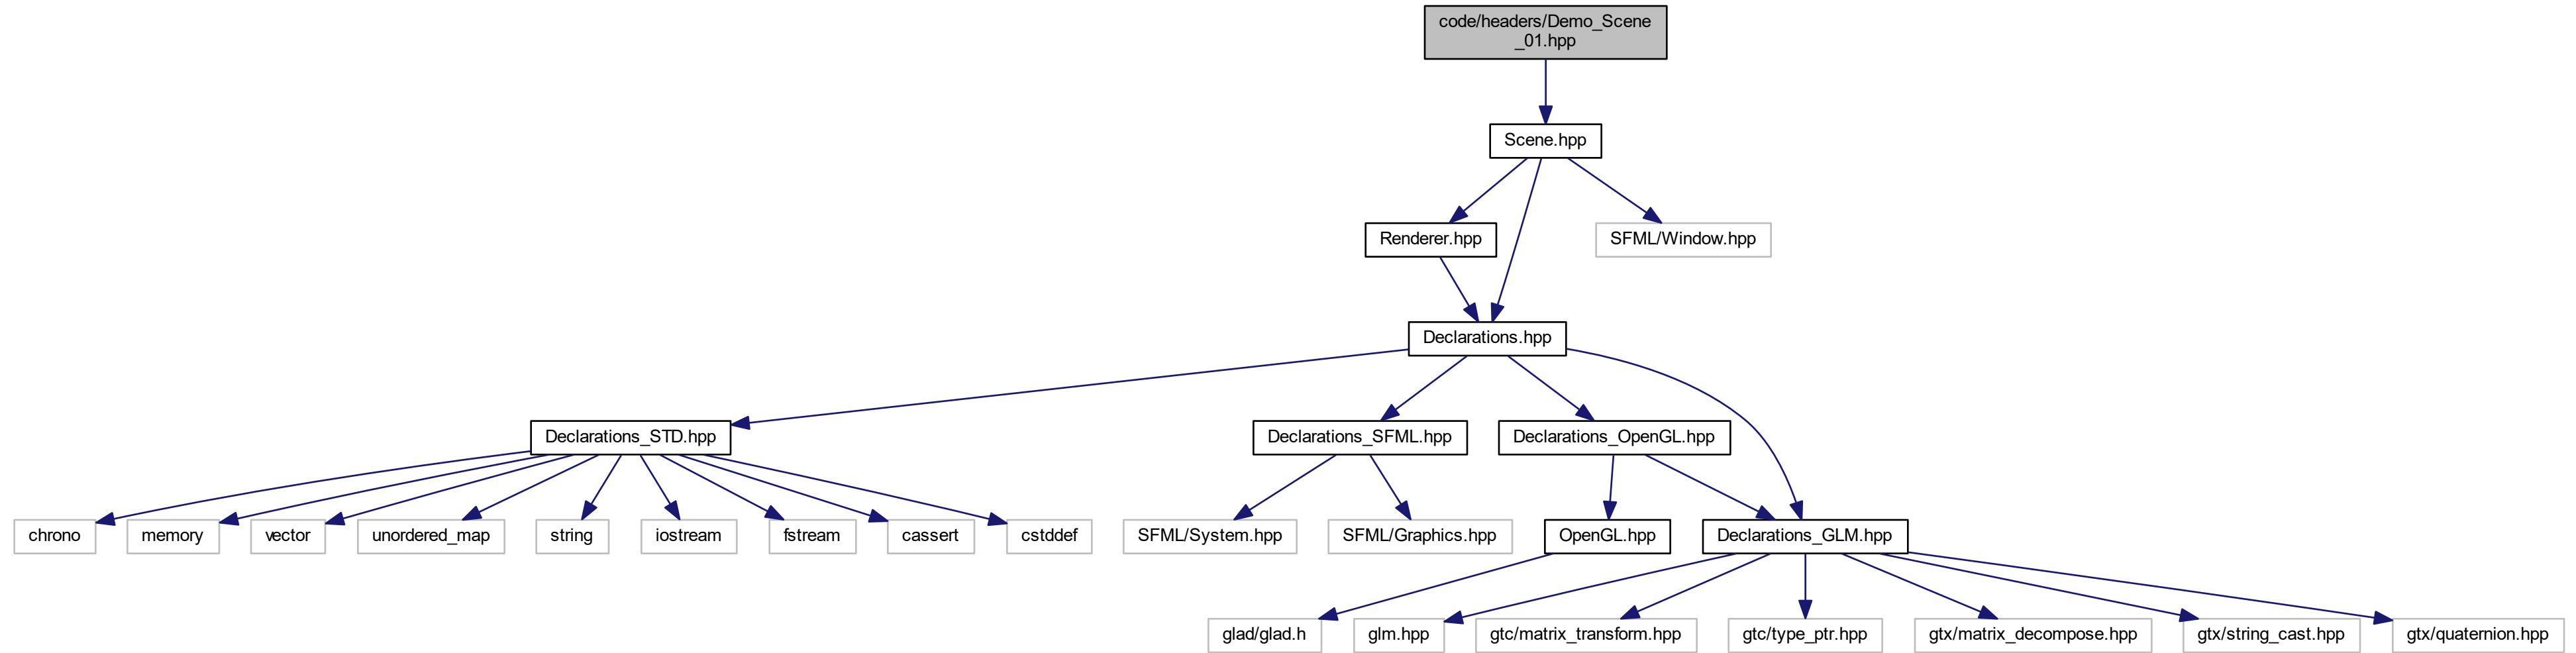 code/headers/Demo_Scene
_01.hpp
Scene.hpp
Renderer.hpp
SFML/Window.hpp
Declarations.hpp
Declarations_STD.hpp
Declarations_SFML.hpp
Declarations_OpenGL.hpp
chrono
memory
vector
unordered_map
string
iostream
fstream
cassert
cstddef
SFML/System.hpp
SFML/Graphics.hpp
OpenGL.hpp
Declarations_GLM.hpp
glad/glad.h
glm.hpp
gtc/matrix_transform.hpp
gtc/type_ptr.hpp
gtx/matrix_decompose.hpp
gtx/string_cast.hpp
gtx/quaternion.hpp